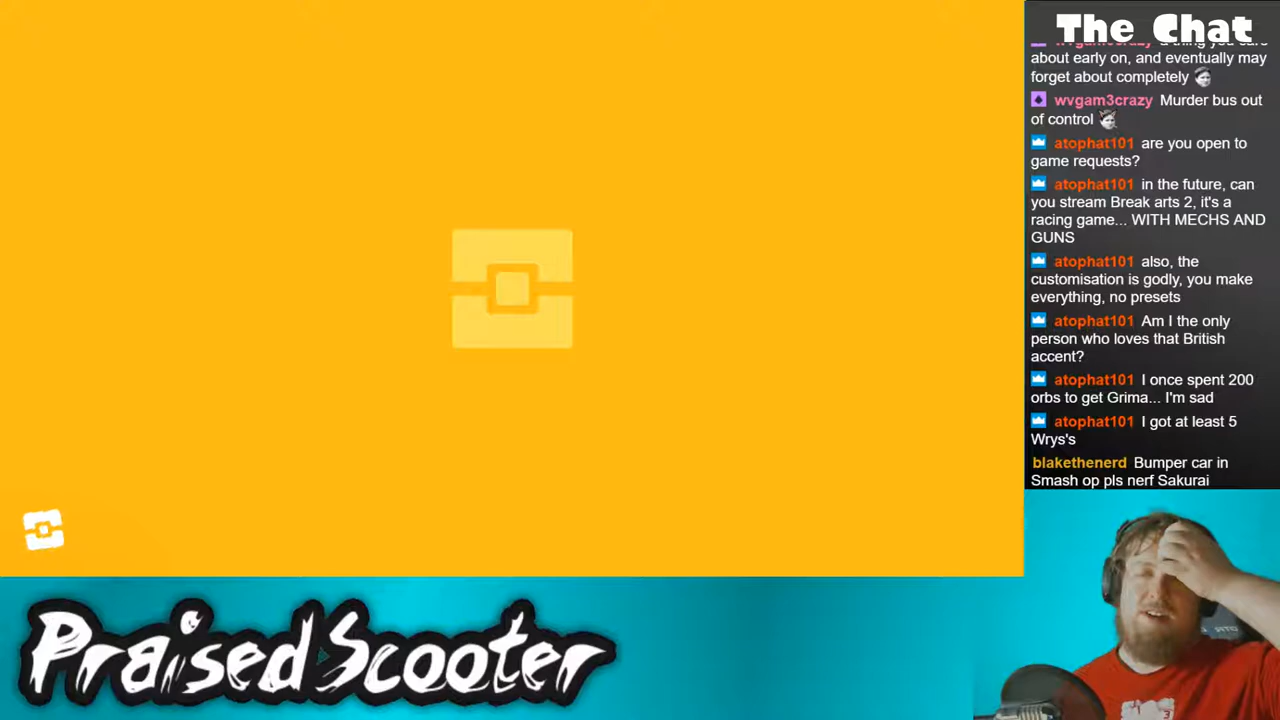 The Chat
about early on, and eventually may
forget about completely
wvgam3crazy Murder bus out
of control
atophat101 are you open to
game requests?
atophat101 in the future, can
you stream Break arts 2, it's a
racing game... WITH MECHS AND
GUNS
atophat101 also, the
customisation is godly, you make
everything, no presets
atophat101 Am I the only
person who loves that British
accent?
atophat101 I once spent 200
orbs to get Grima... I'm sad
atophat101 I got at least 5
Wrys's
blakethenerd Bumper car in
Smash op pls nerf Sakurai
PraisedScooter